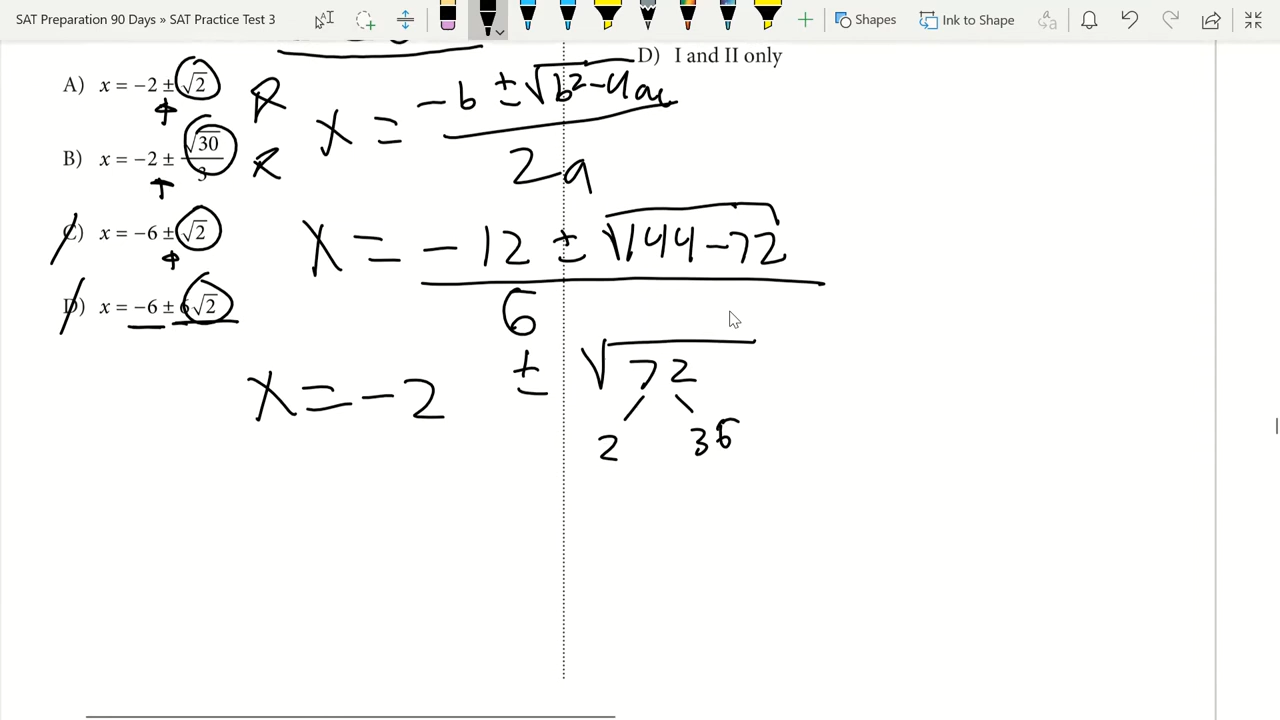 SAT Preparation 90 Days » SAT Practice Test 3
Shapes
Ink to Shape
D) I and II only
A) x = −2 ± √2
R
x = −b ± √b²−4ac
2a
B) x = −2 ± √30
3
R
C) x = −6 ± √2
x = −12 ± √144−72
6
D) x = −6 ± 6√2
x = −2 ± √72
2 36